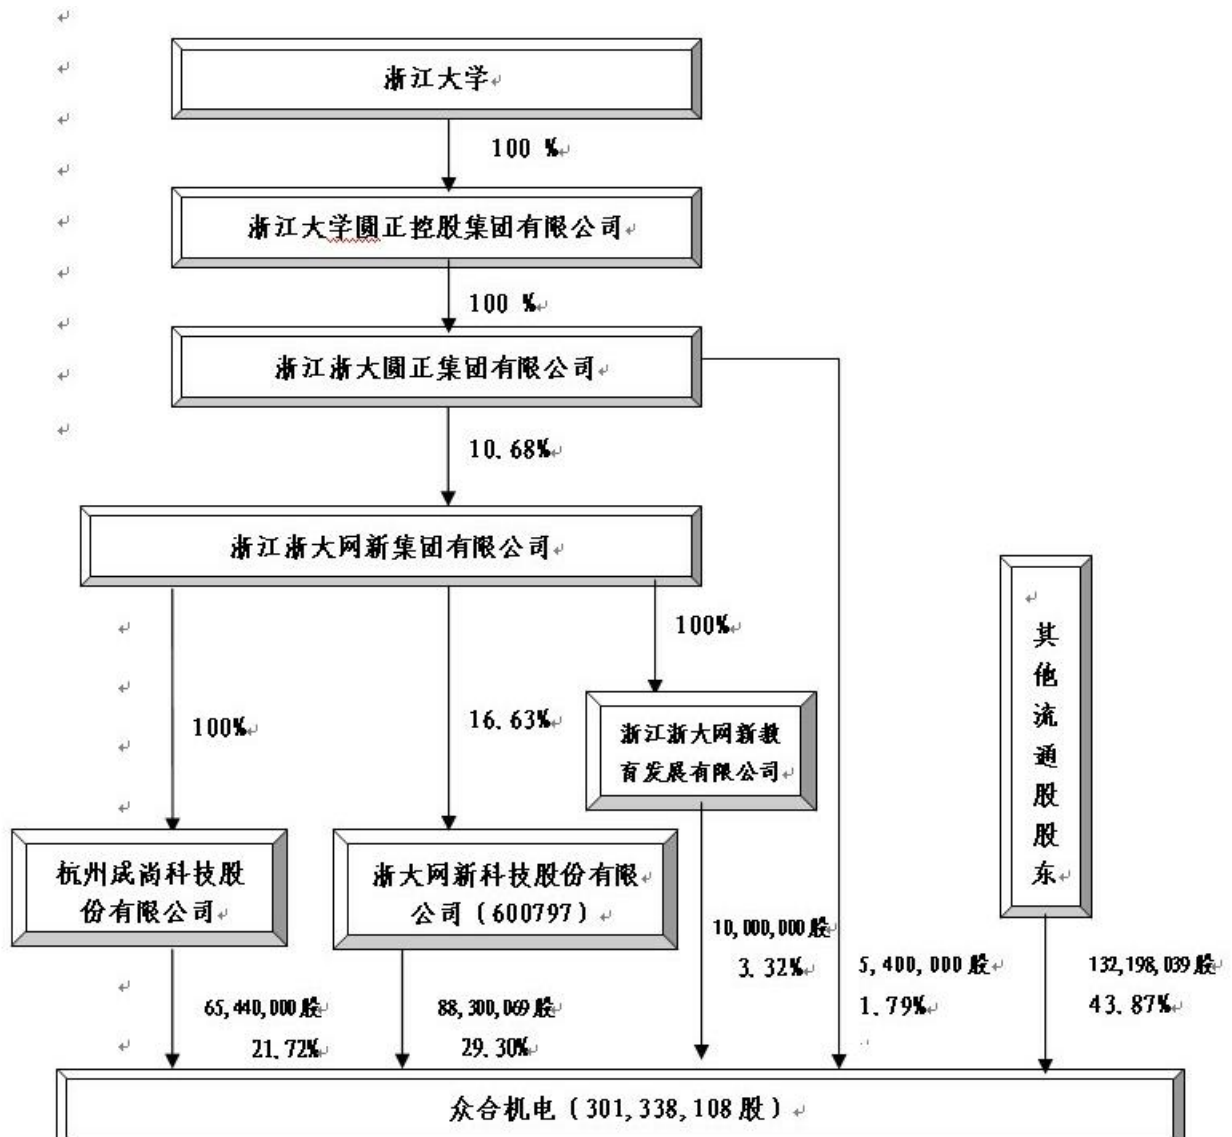 浙江大学
100 %
浙江大学圆正控股集团有限公司
100 %
浙江浙大圆正集团有限公司
10.68%
浙江浙大网新集团有限公司
100%
16.63%
100%
浙江浙大网新教
育发展有限公司
其他流通股股东
杭州成尚科技股
份有限公司
浙大网新科技股份有限
公司（600797）
65,440,000股
21.72%
88,300,069股
29.30%
10,000,000股
3.32%
5,400,000股
1.79%
132,198,039股
43.87%
众合机电（301,338,108股）